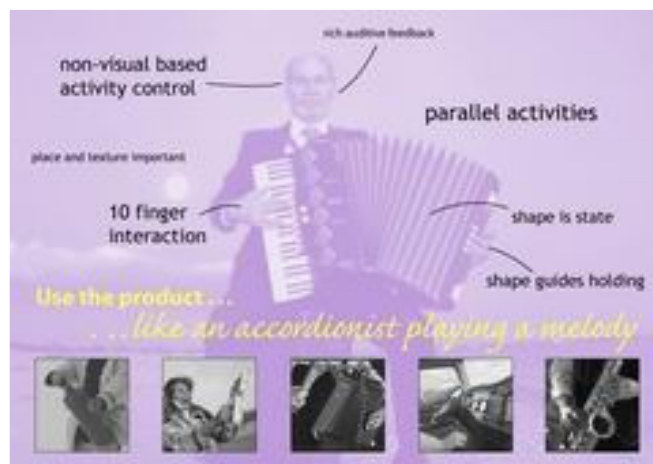 rich auditive feedback
non-visual based
activity control
parallel activities
place and texture important
10 finger
interaction
shape is state
shape guides holding
Use the product...
...like an accordionist playing a melody